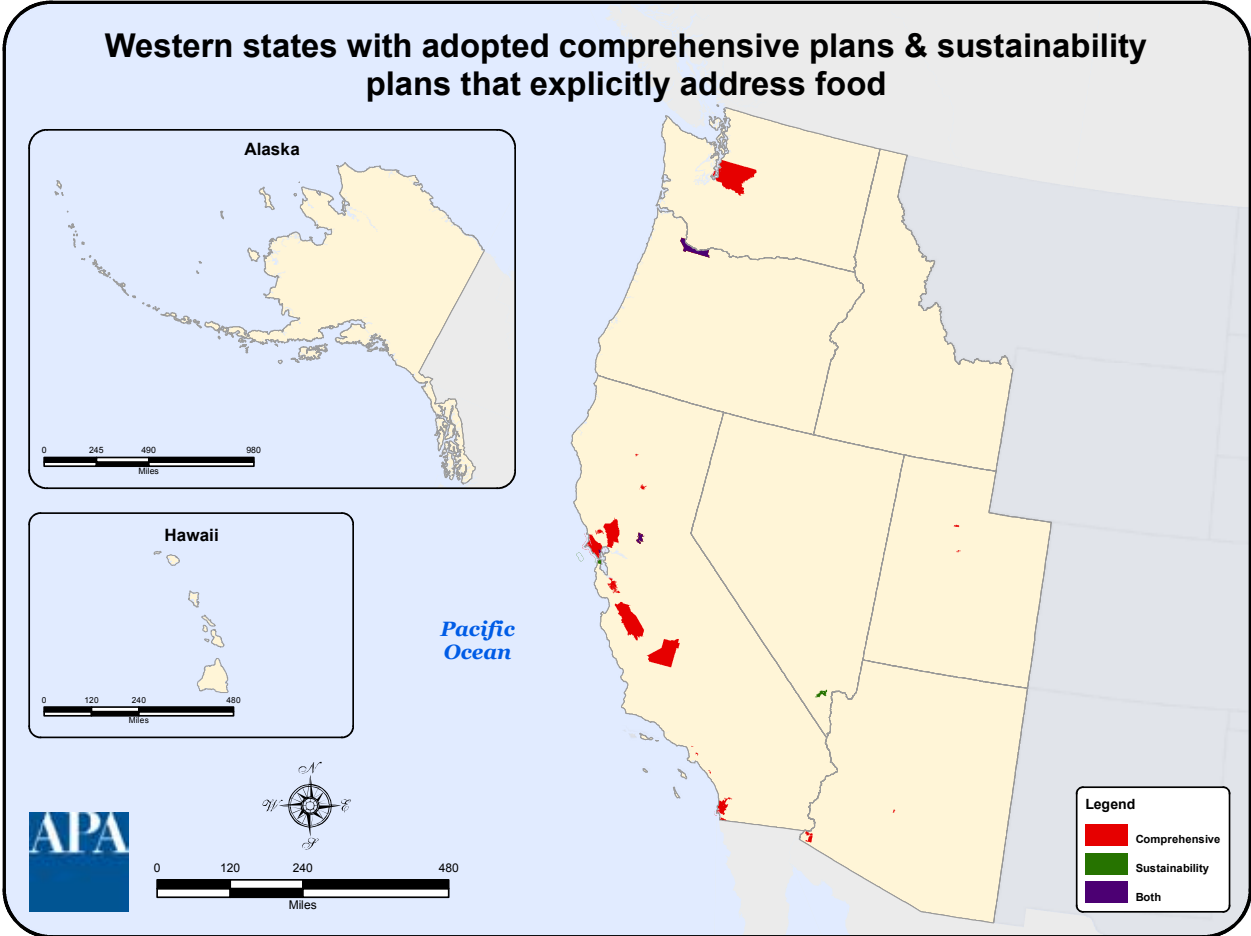 Western states with adopted comprehensive plans & sustainability
plans that explicitly address food
Alaska
0 245 490 980
Miles
Hawaii
0 120 240 480
Miles
Pacific
Ocean
N
W E
S
APA
0 120 240 480
Miles
Legend
Comprehensive
Sustainability
Both